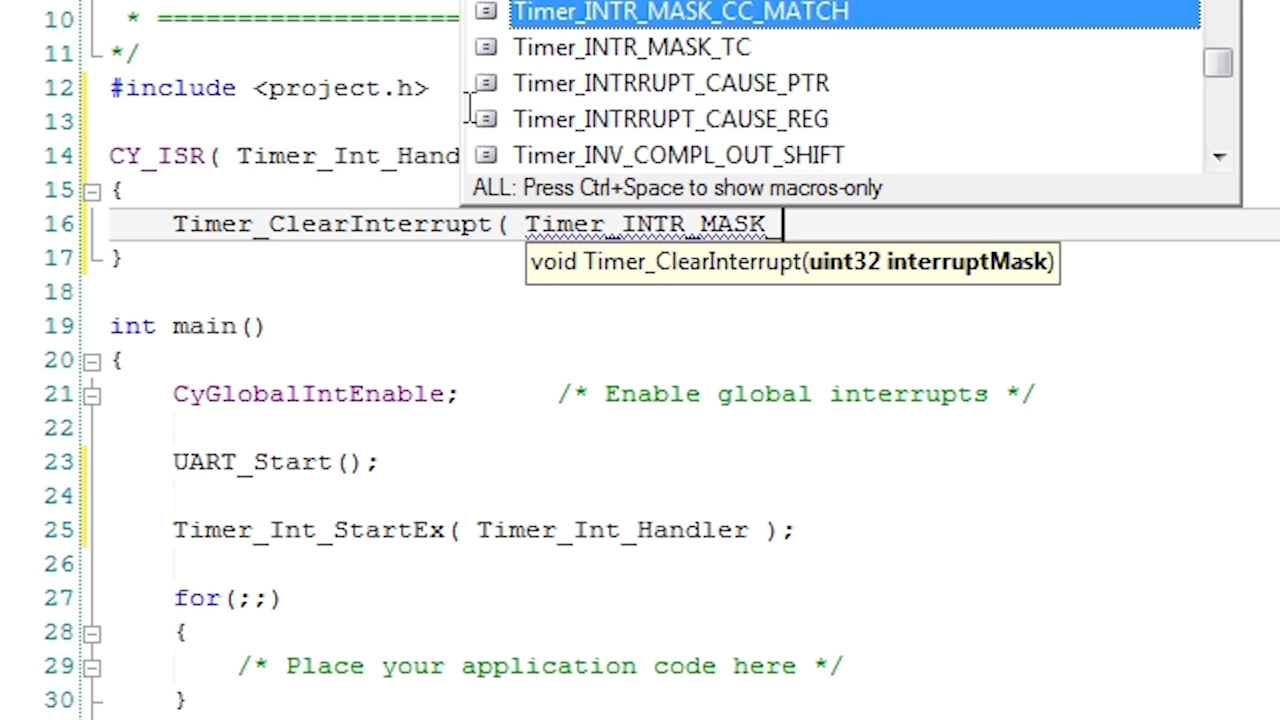 10 * ===================
Timer_INTR_MASK_CC_MATCH
11 */
Timer_INTR_MASK_TC
12 #include <project.h>
Timer_INTRRUPT_CAUSE_PTR
13
Timer_INTRRUPT_CAUSE_REG
14 CY_ISR( Timer_Int_Hand
Timer_INV_COMPL_OUT_SHIFT
15 {
ALL: Press Ctrl+Space to show macros-only
16 Timer_ClearInterrupt( Timer_INTR_MASK_
17 }
void Timer_ClearInterrupt(uint32 interruptMask)
18
19 int main()
20 {
21 CyGlobalIntEnable; /* Enable global interrupts */
22
23 UART_Start();
24
25 Timer_Int_StartEx( Timer_Int_Handler );
26
27 for(;;)
28 {
29 /* Place your application code here */
30 }